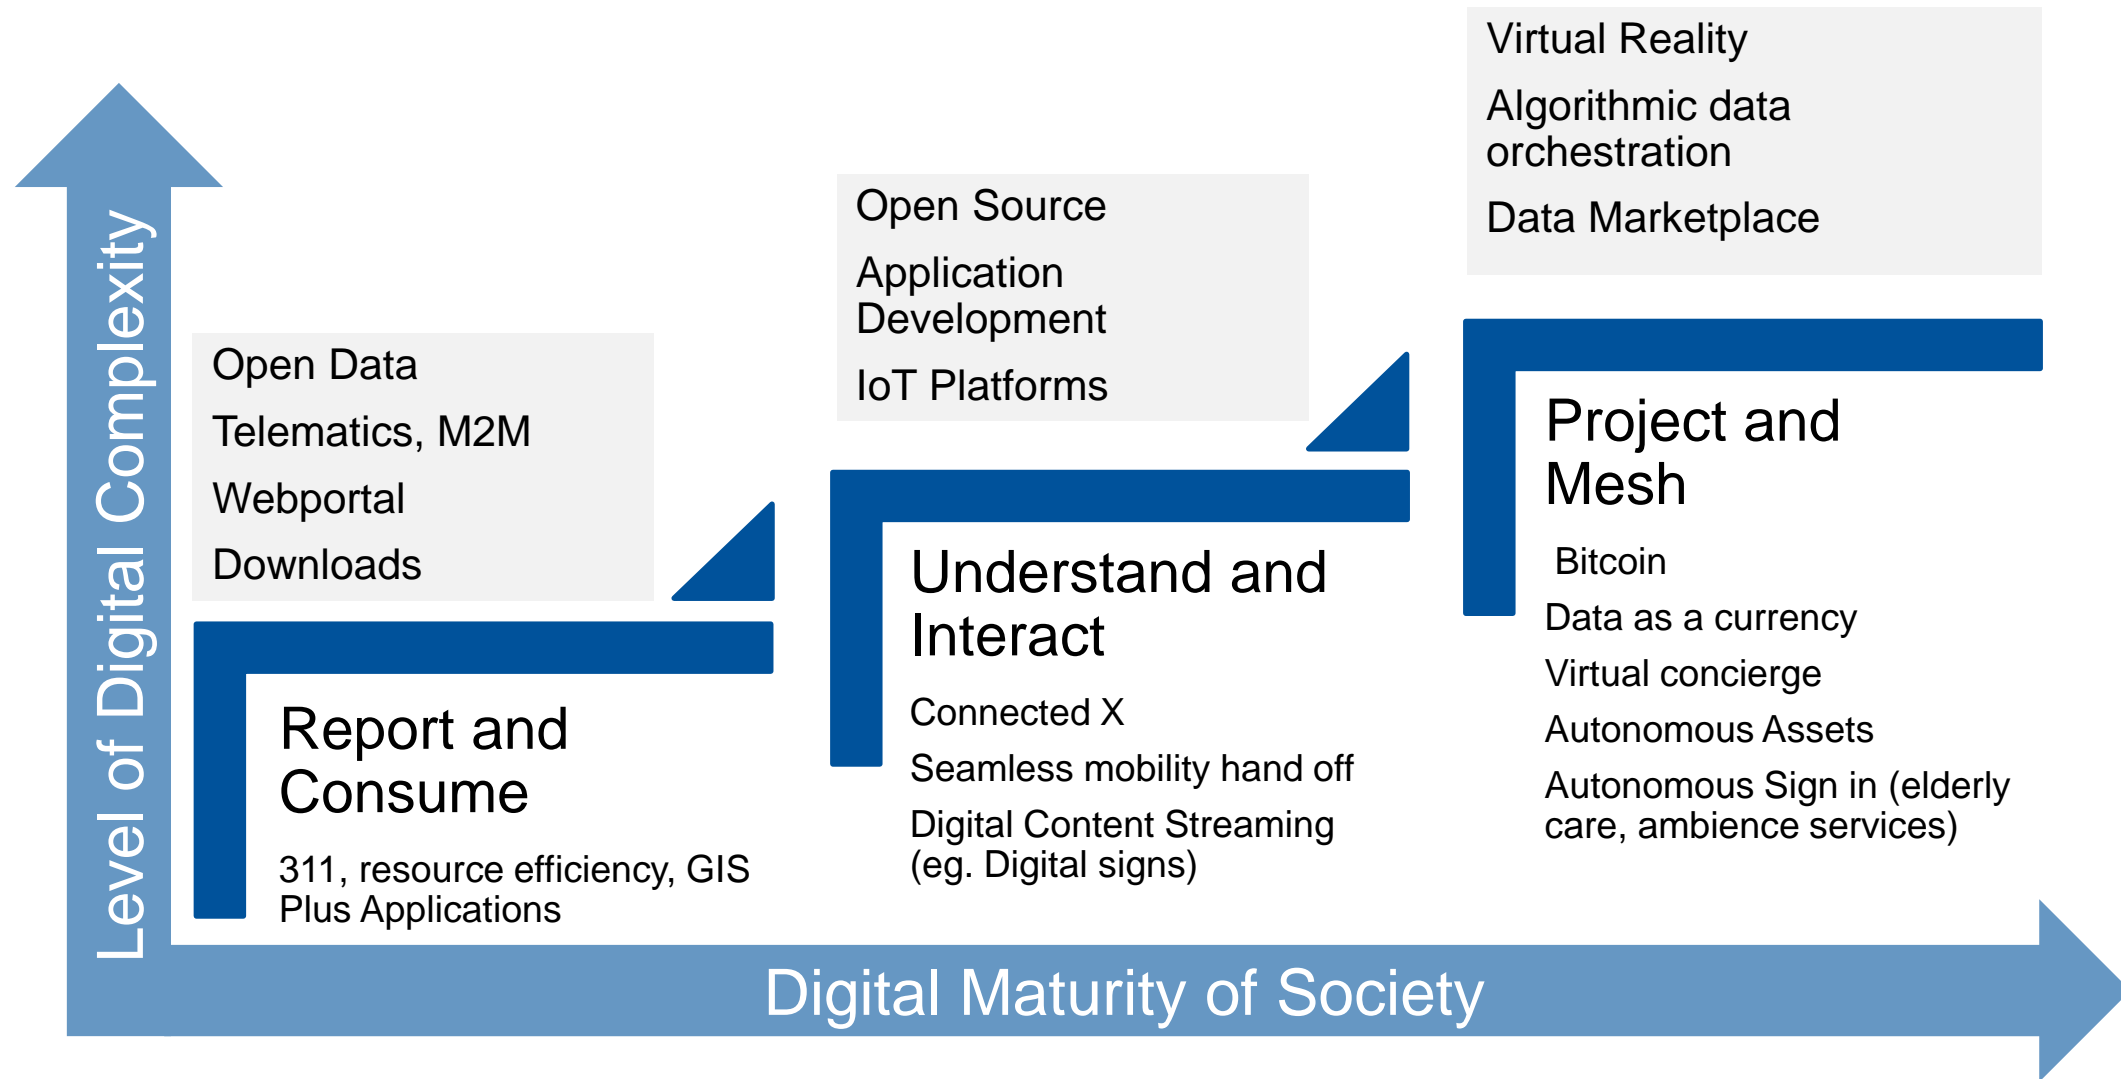 Level of Digital Complexity
Open Data
Telematics, M2M
Webportal
Downloads
Report and
Consume
311, resource efficiency, GIS
Plus Applications
Open Source
Application
Development
IoT Platforms
Understand and
Interact
Connected X
Seamless mobility hand off
Digital Content Streaming
(eg. Digital signs)
Virtual Reality
Algorithmic data
orchestration
Data Marketplace
Project and
Mesh
Bitcoin
Data as a currency
Virtual concierge
Autonomous Assets
Autonomous Sign in (elderly
care, ambience services)
Digital Maturity of Society